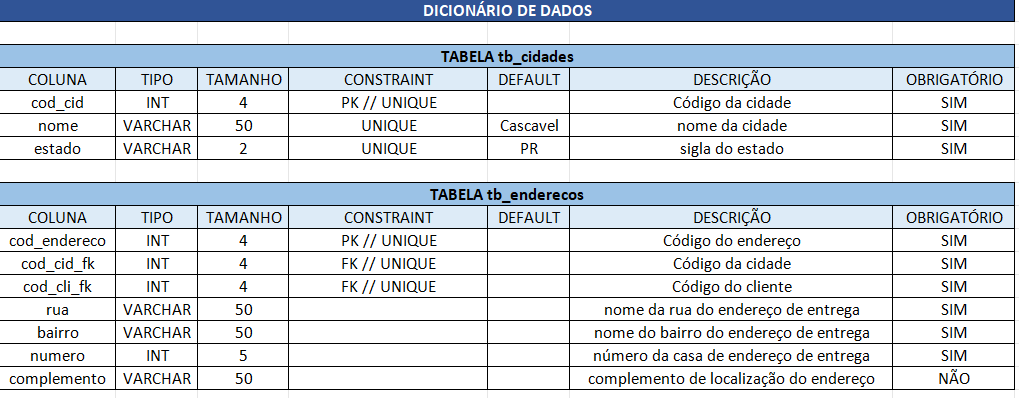 DICIONÁRIO DE DADOS
TABELA tb_cidades
COLUNA TIPO TAMANHO CONSTRAINT DEFAULT DESCRIÇÃO OBRIGATÓRIO
cod_cid INT 4 PK // UNIQUE Código da cidade SIM
nome VARCHAR 50 UNIQUE Cascavel nome da cidade SIM
estado VARCHAR 2 UNIQUE PR sigla do estado SIM
TABELA tb_enderecos
COLUNA TIPO TAMANHO CONSTRAINT DEFAULT DESCRIÇÃO OBRIGATÓRIO
cod_endereco INT 4 PK // UNIQUE Código do endereço SIM
cod_cid_fk INT 4 FK // UNIQUE Código da cidade SIM
cod_cli_fk INT 4 FK // UNIQUE Código do cliente SIM
rua VARCHAR 50 nome da rua do endereço de entrega SIM
bairro VARCHAR 50 nome do bairro do endereço de entrega SIM
numero INT 5 número da casa de endereço de entrega SIM
complemento VARCHAR 50 complemento de localização do endereço NÃO